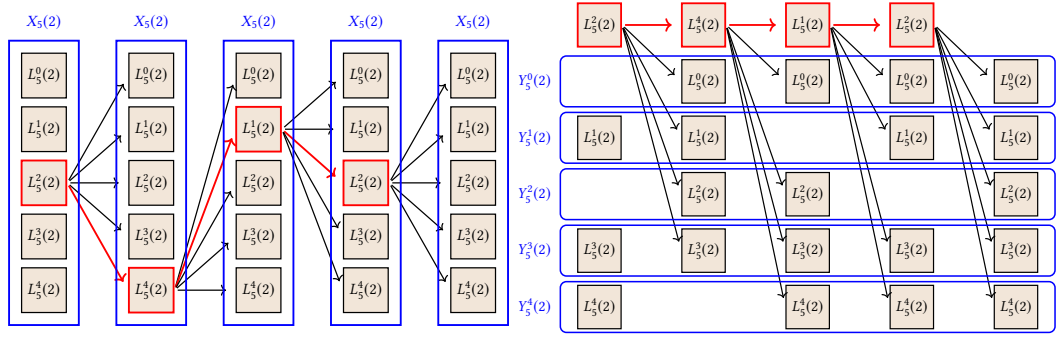 X₅(2) X₅(2) X₅(2) X₅(2) X₅(2)
L₅⁰(2) L₅⁰(2) L₅⁰(2) L₅⁰(2) L₅⁰(2)
L₅¹(2) L₅¹(2) L₅¹(2) L₅¹(2) L₅¹(2)
L₅²(2) L₅²(2) L₅²(2) L₅²(2) L₅²(2)
L₅³(2) L₅³(2) L₅³(2) L₅³(2) L₅³(2)
L₅⁴(2) L₅⁴(2) L₅⁴(2) L₅⁴(2) L₅⁴(2)
L₅²(2) L₅⁴(2) L₅¹(2) L₅²(2)
Y₅⁰(2) L₅⁰(2) L₅⁰(2) L₅⁰(2) L₅⁰(2)
Y₅¹(2) L₅¹(2) L₅¹(2) L₅¹(2) L₅¹(2)
Y₅²(2) L₅²(2) L₅²(2) L₅²(2)
Y₅³(2) L₅³(2) L₅³(2) L₅³(2) L₅³(2) L₅³(2)
Y₅⁴(2) L₅⁴(2) L₅⁴(2) L₅⁴(2) L₅⁴(2)